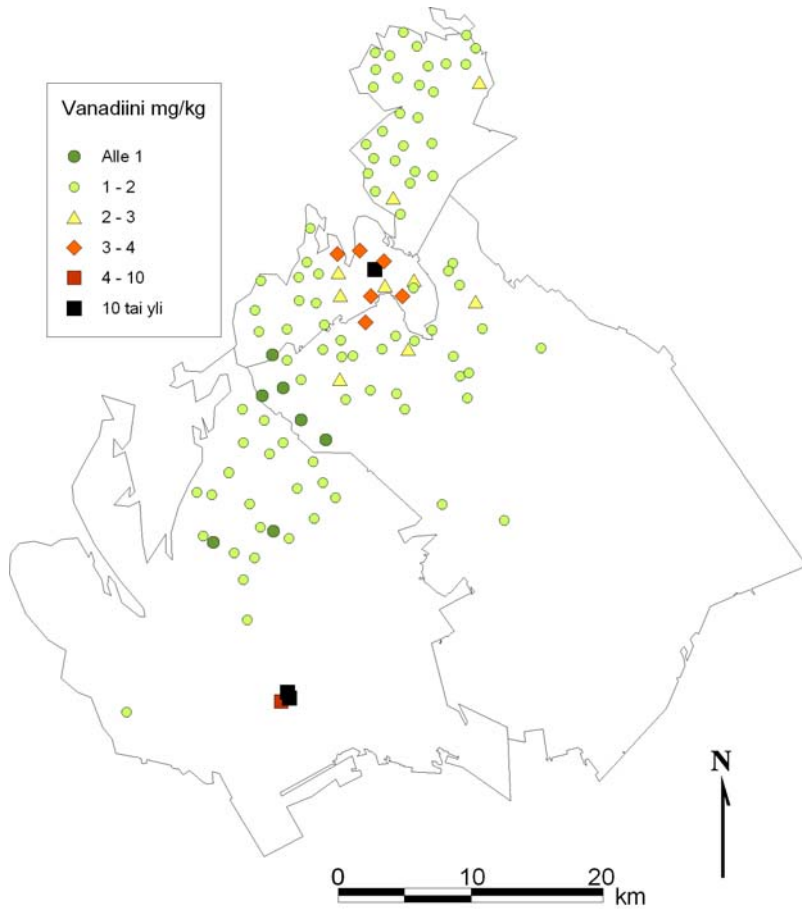 Vanadiini mg/kg
Alle 1
1 - 2
2 - 3
3 - 4
4 - 10
10 tai yli
N
0 10 20
km